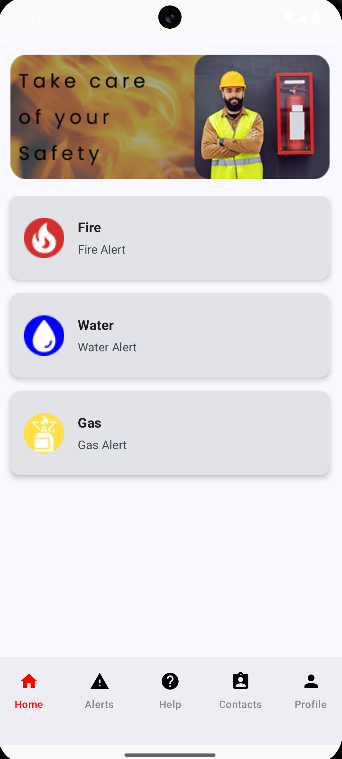 Take care
of your
Safety
Fire
Fire Alert
Water
Water Alert
Gas
Gas Alert
Home
Alerts
Help
Contacts
Profile